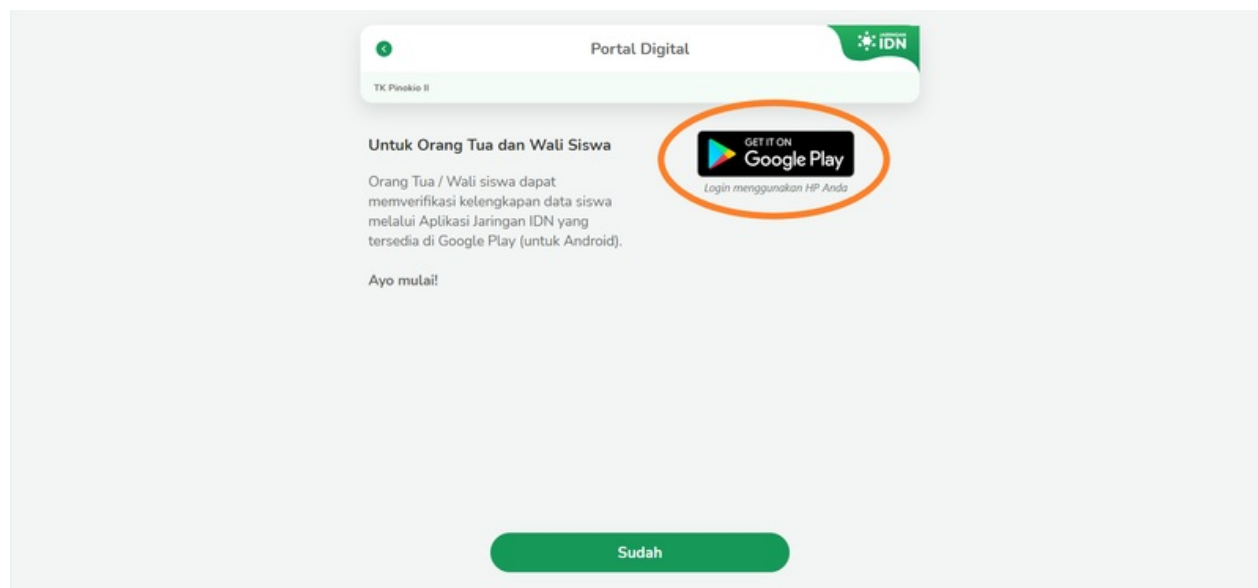 Portal Digital
JARINGAN
IDN
TK Pinokio II
Untuk Orang Tua dan Wali Siswa
Orang Tua / Wali siswa dapat
memverifikasi kelengkapan data siswa
melalui Aplikasi Jaringan IDN yang
tersedia di Google Play (untuk Android).
Ayo mulai!
GET IT ON
Google Play
Login menggunakan HP Anda
Sudah